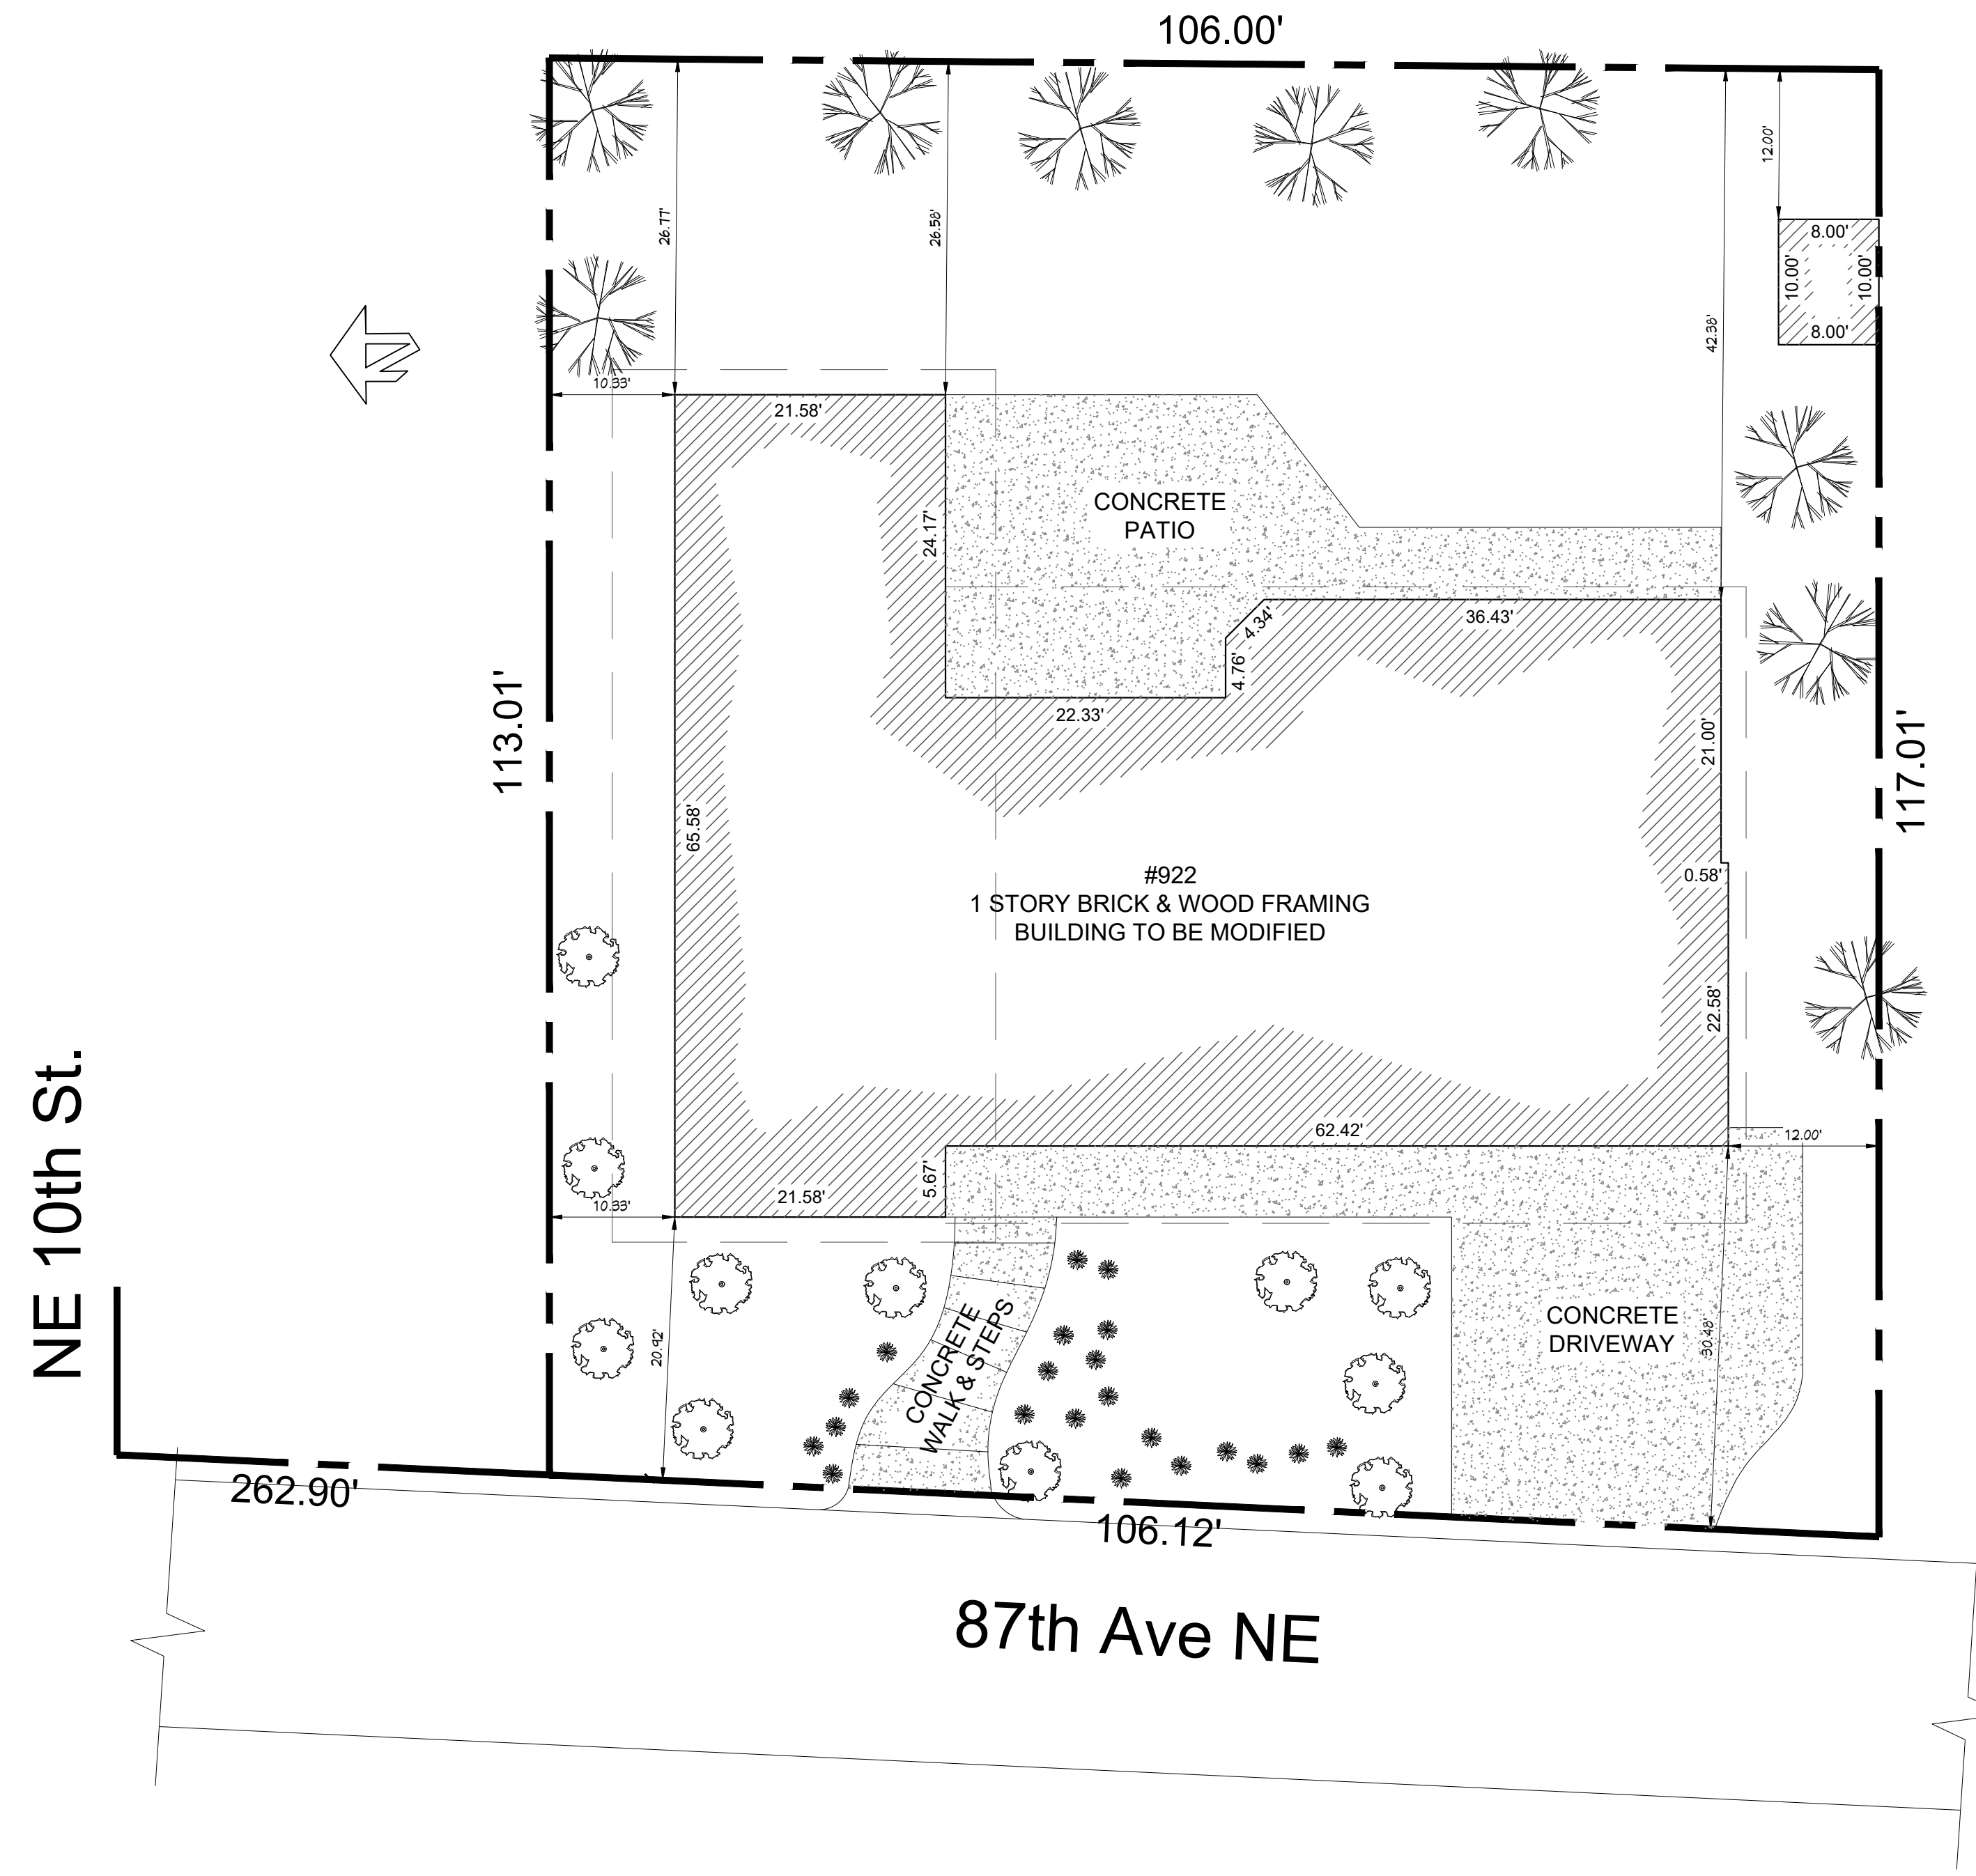 106.00'
12.00'
26.77'
26.58'
8.00'
10.00'
10.00'
8.00'
42.38'
N
10.33'
21.58'
CONCRETE
PATIO
24.17'
4.34'
36.43'
4.76'
22.33'
113.01'
21.00'
117.01'
65.58'
#922
1 STORY BRICK & WOOD FRAMING
BUILDING TO BE MODIFIED
0.58'
22.58'
62.42'
12.00'
5.67'
21.58'
10.33'
NE 10th St.
20.92'
CONCRETE
WALK & STEPS
CONCRETE
DRIVEWAY
30.48'
262.90'
106.12'
87th Ave NE